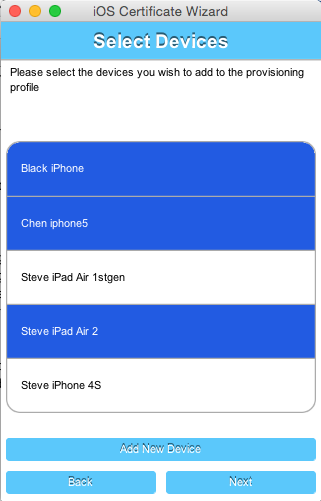 iOS Certificate Wizard
Select Devices
Please select the devices you wish to add to the provisioning
profile
Black iPhone
Chen iphone5
Steve iPad Air 1stgen
Steve iPad Air 2
Steve iPhone 4S
Add New Device
Back
Next